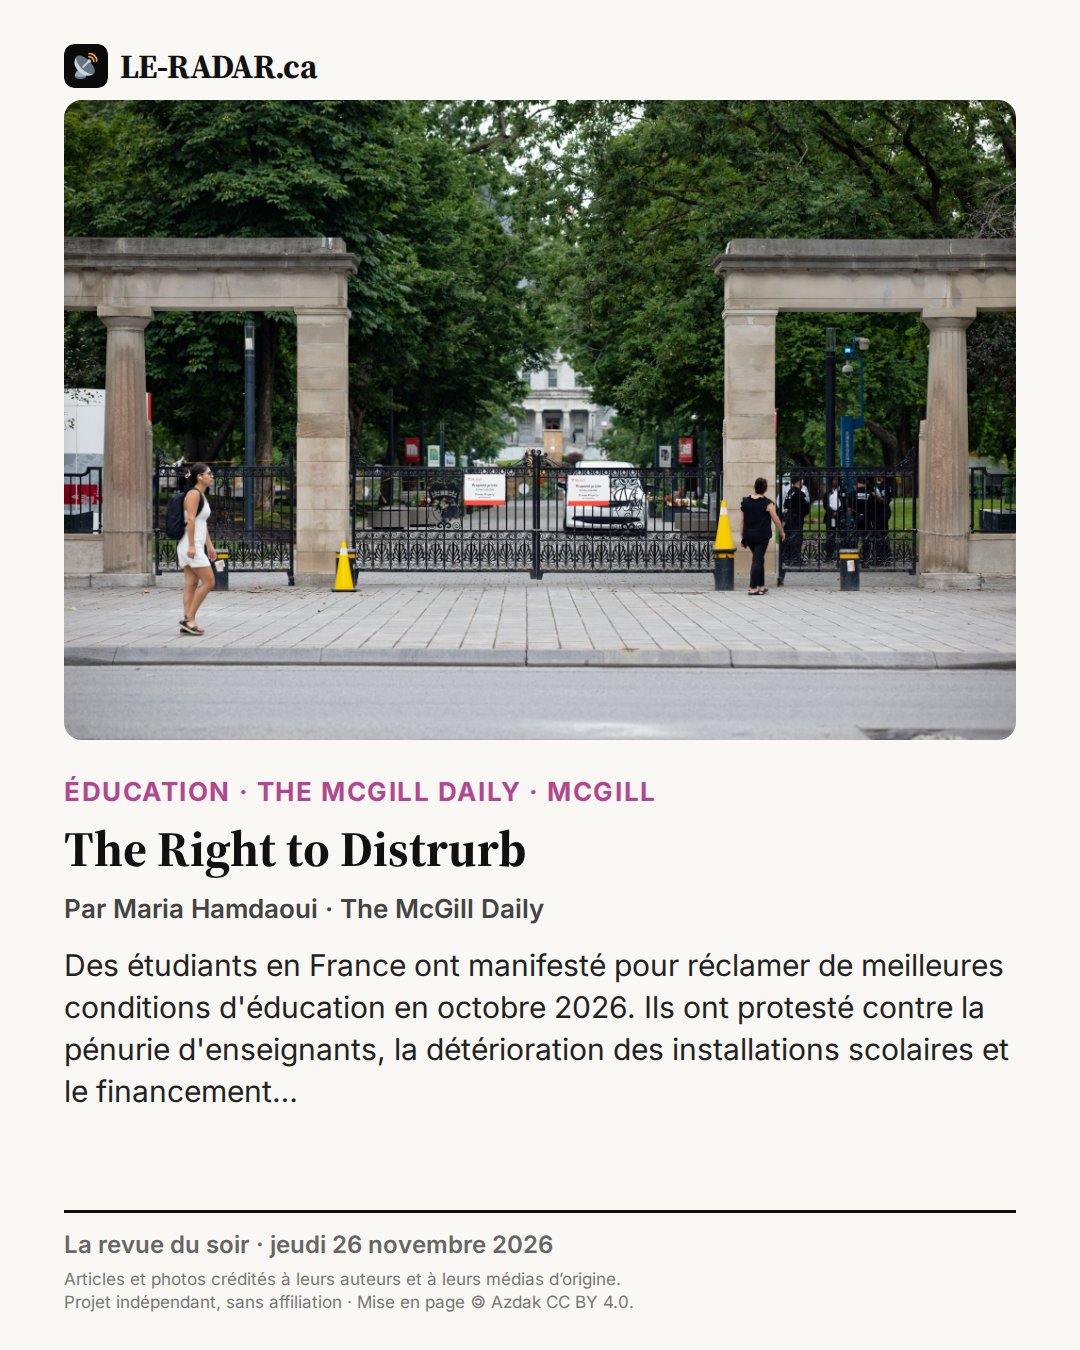 LE-RADAR.ca
ÉDUCATION · THE MCGILL DAILY · MCGILL
The Right to Distrurb
Par Maria Hamdaoui · The McGill Daily
Des étudiants en France ont manifesté pour réclamer de meilleures
conditions d'éducation en octobre 2026. Ils ont protesté contre la
pénurie d'enseignants, la détérioration des installations scolaires et
le financement...
La revue du soir · jeudi 26 novembre 2026
Articles et photos crédités à leurs auteurs et à leurs médias d’origine.
Projet indépendant, sans affiliation · Mise en page © Azdak CC BY 4.0.